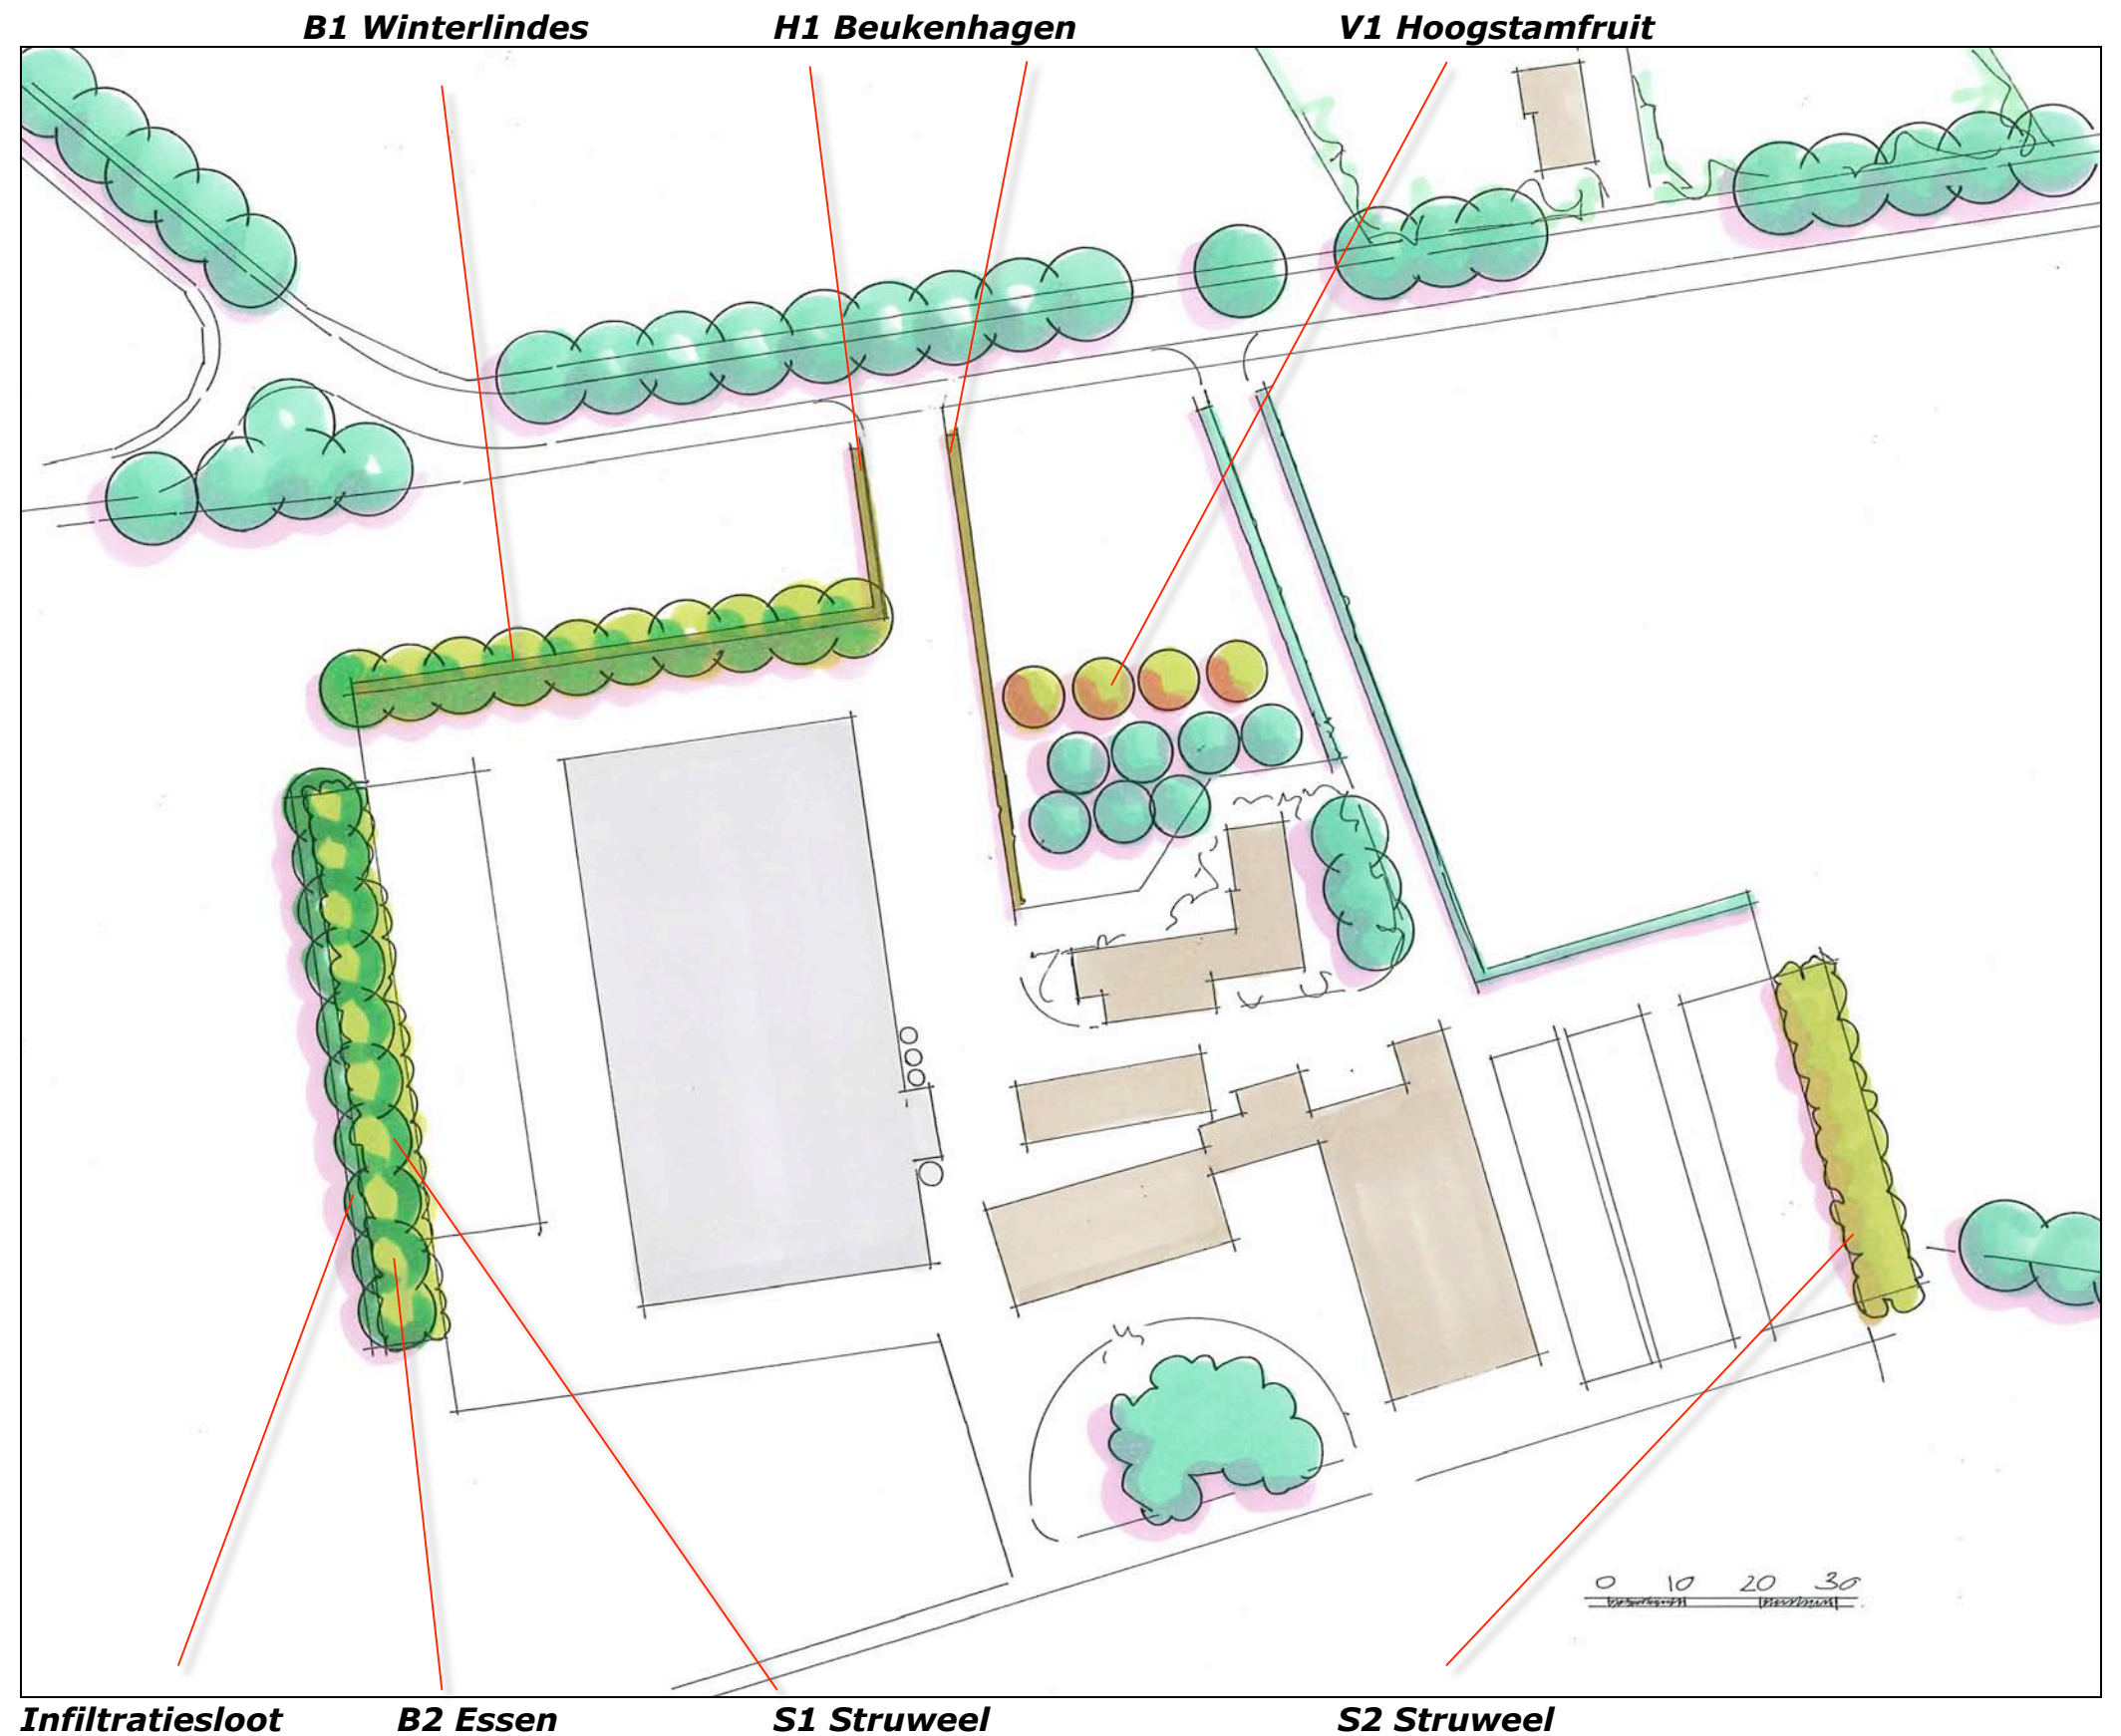 B1 Winterlindes H1 Beukenhagen V1 Hoogstamfruit
0 10 20 30
Infiltratiesloot B2 Essen S1 Struweel S2 Struweel